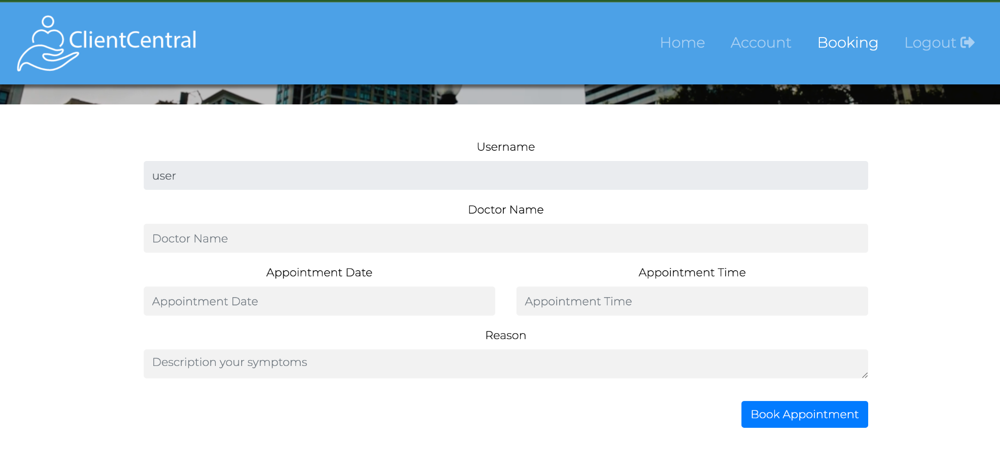 ClientCentral
Home Account Booking Logout
Username
user
Doctor Name
Doctor Name
Appointment Date Appointment Time
Appointment Date Appointment Time
Reason
Description your symptoms
Book Appointment